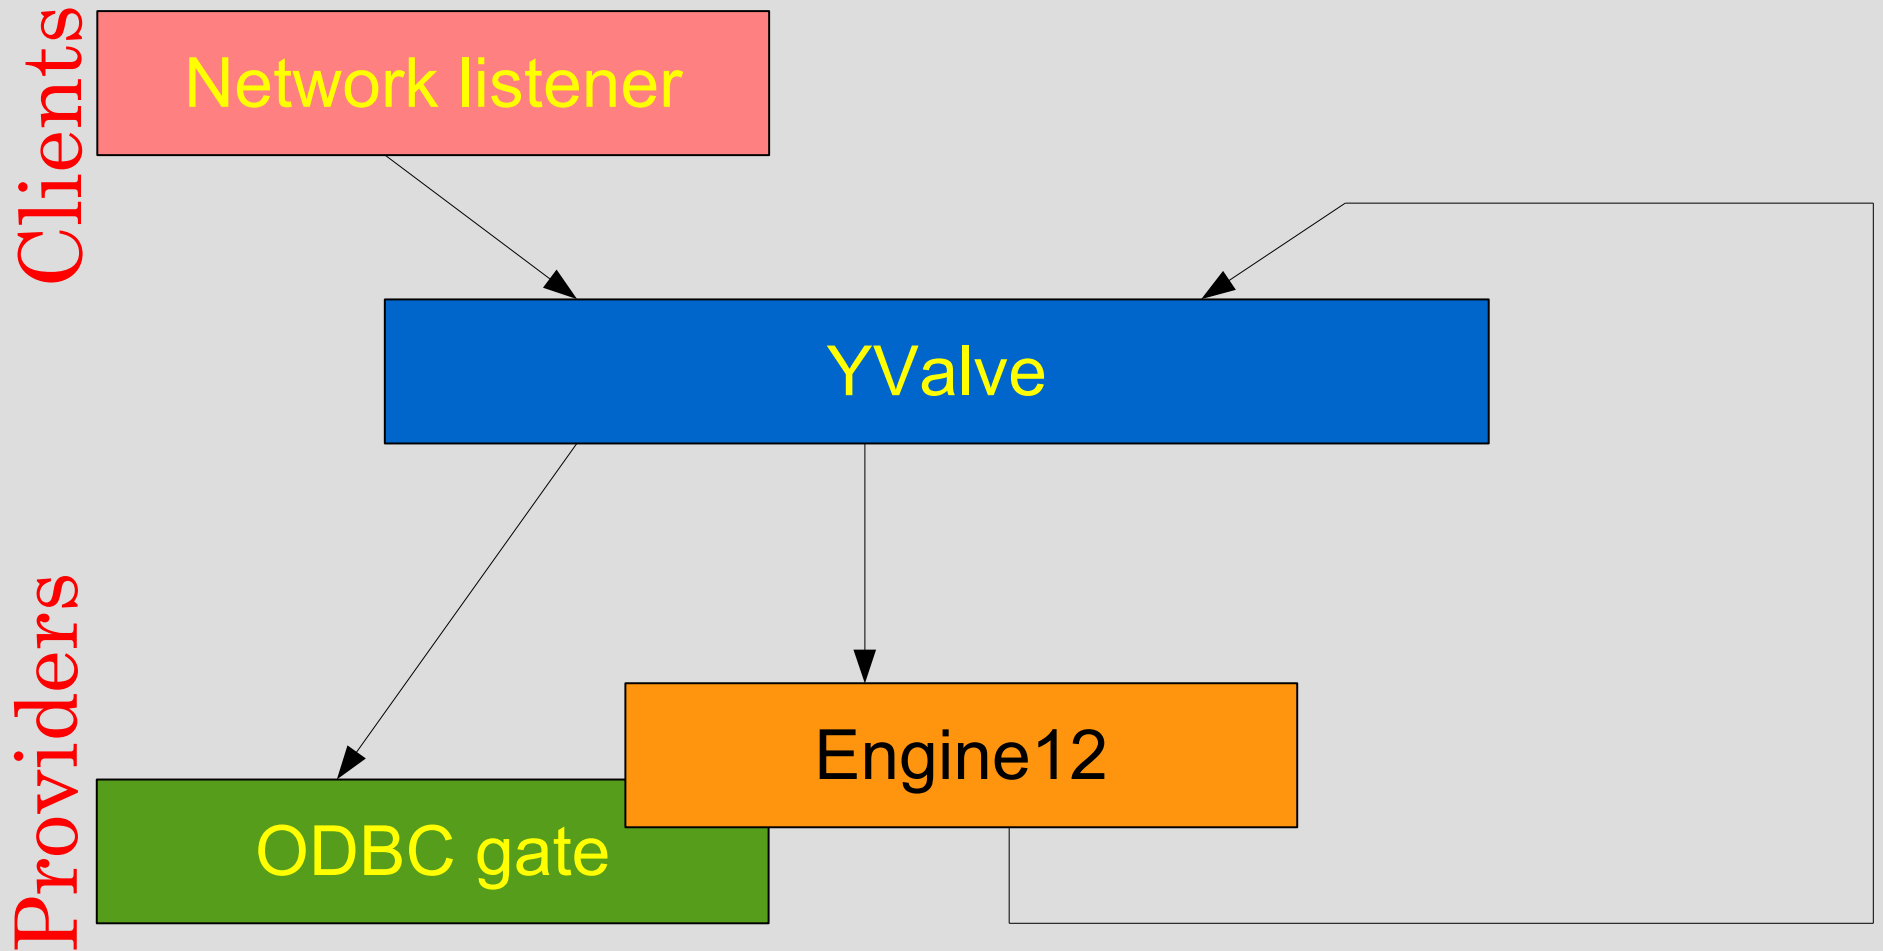 Clients
Network listener
YValve
Providers
Engine12
ODBC gate